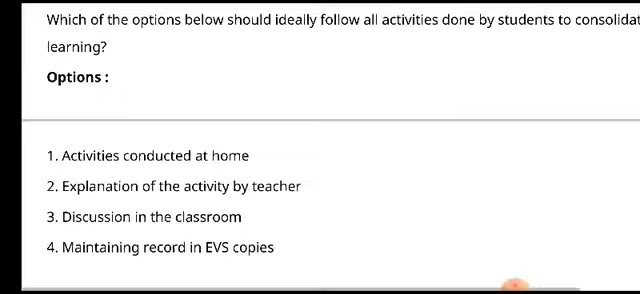 Which of the options below should ideally follow all activities done by students to consolidat
learning?
Options :
1. Activities conducted at home
2. Explanation of the activity by teacher
3. Discussion in the classroom
4. Maintaining record in EVS copies